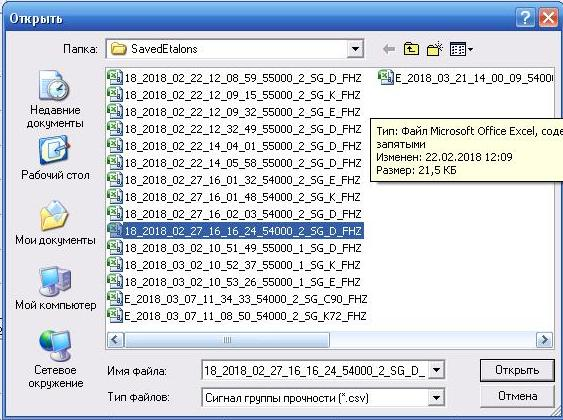 Открыть
Папка: SavedEtalons
Недавние документы
Рабочий стол
Мои документы
Мой компьютер
Сетевое окружение
18_2018_02_22_12_08_59_55000_2_SG_D_FHZ
18_2018_02_22_12_09_15_55000_2_SG_K_FHZ
18_2018_02_22_12_09_32_55000_2_SG_E_FHZ
18_2018_02_22_12_32_49_55000_2_SG_D_FHZ
18_2018_02_22_14_04_01_55000_2_SG_D_FHZ
18_2018_02_22_14_05_58_55000_2_SG_D_FHZ
18_2018_02_27_16_01_32_54000_2_SG_E_FHZ
18_2018_02_27_16_01_48_54000_2_SG_K_FHZ
18_2018_02_27_16_02_03_54000_2_SG_D_FHZ
18_2018_02_27_16_16_24_54000_2_SG_D_FHZ
18_2018_03_02_10_51_49_55000_1_SG_D_FHZ
18_2018_03_02_10_52_37_55000_1_SG_K_FHZ
18_2018_03_02_10_53_26_55000_1_SG_E_FHZ
E_2018_03_07_11_34_33_54000_2_SG_C90_FHZ
E_2018_03_07_11_08_50_54000_2_SG_K72_FHZ
E_2018_03_21_14_00_09_5400
Тип: Файл Microsoft Office Excel, соде
запятыми
Изменен: 22.02.2018 12:09
Размер: 21,5 КБ
Имя файла: 18_2018_02_27_16_16_24_54000_2_SG_D_
Открыть
Тип файлов: Сигнал группы прочности (*.csv)
Отмена